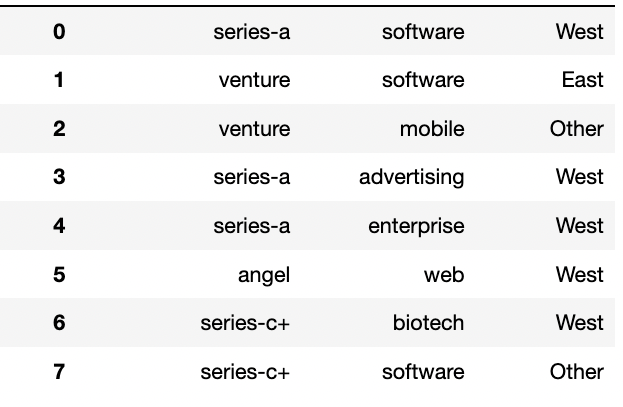 0 series-a software West
1 venture software East
2 venture mobile Other
3 series-a advertising West
4 series-a enterprise West
5 angel web West
6 series-c+ biotech West
7 series-c+ software Other